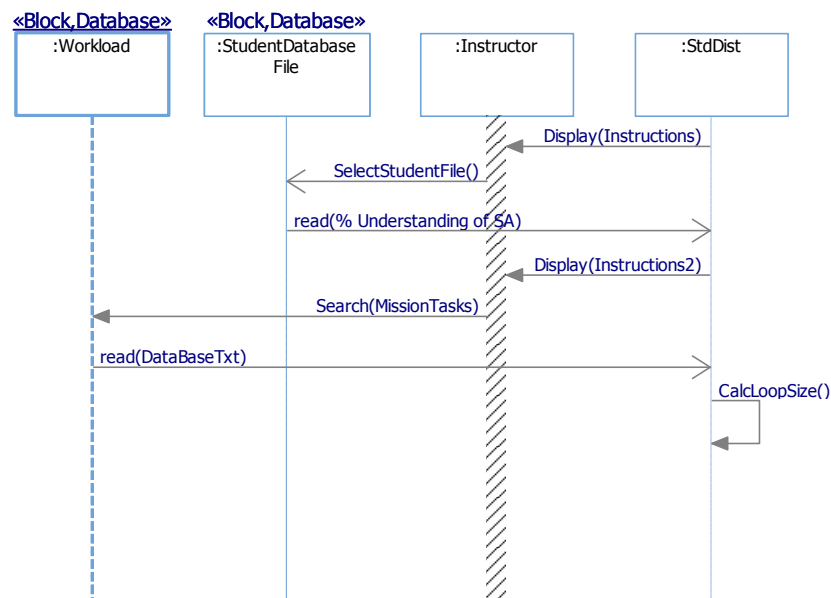 «Block,Database»
«Block,Database»
:Workload
:StudentDatabase
File
:Instructor
:StdDist
Display(Instructions)
SelectStudentFile()
read(% Understanding of SA)
Display(Instructions2)
Search(MissionTasks)
read(DataBaseTxt)
CalcLoopSize()